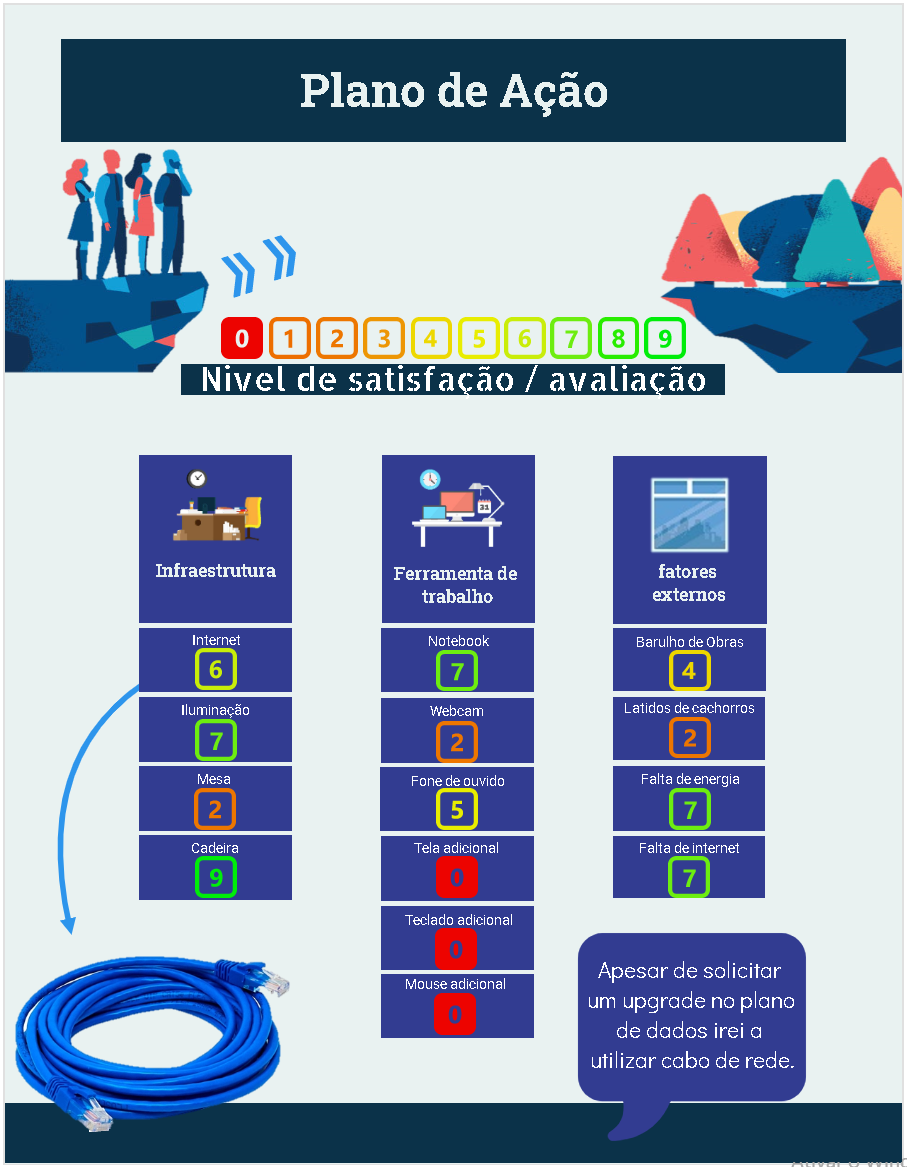 Plano de Ação
0 1 2 3 4 5 6 7 8 9
Nivel de satisfação / avaliação
Infraestrutura
Internet
6
Iluminação
7
Mesa
2
Cadeira
9
31
Ferramenta de
trabalho
Notebook
7
Webcam
2
Fone de ouvido
5
Tela adicional
0
Teclado adicional
0
Mouse adicional
0
fatores
externos
Barulho de Obras
4
Latidos de cachorros
2
Falta de energia
7
Falta de internet
7
Apesar de solicitar
um upgrade no plano
de dados irei a
utilizar cabo de rede.